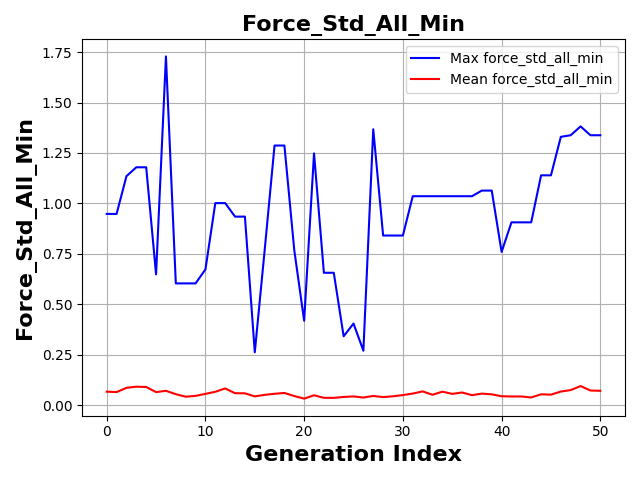 Force_Std_All_Min
Max force_std_all_min
Mean force_std_all_min
Force_Std_All_Min
1.75
1.50
1.25
1.00
0.75
0.50
0.25
0.00
0 10 20 30 40 50
Generation Index